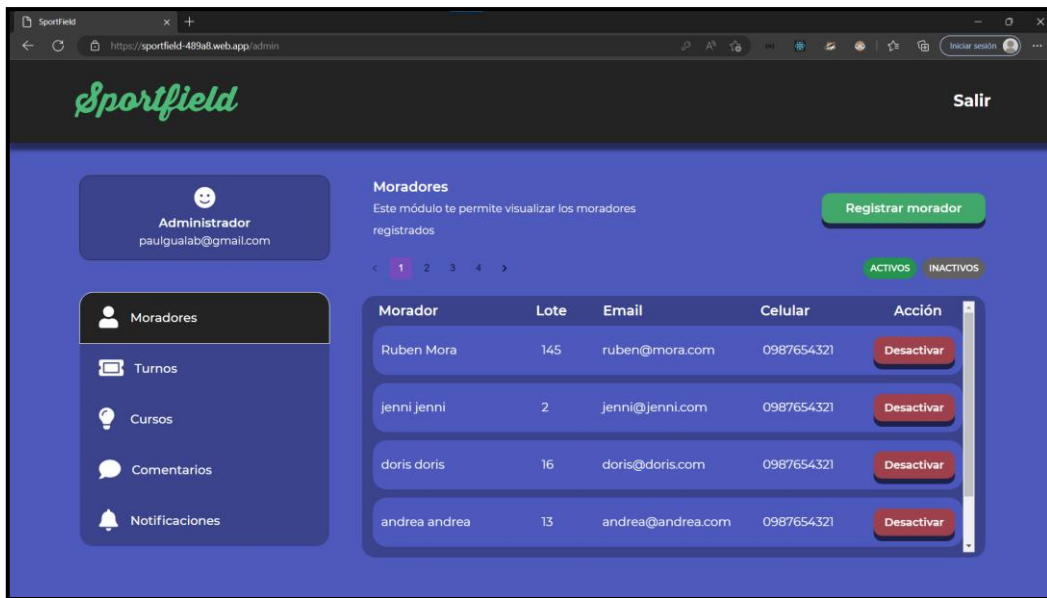 SportField
https://sportfield-489a8.web.app/admin
Iniciar sesión
Sportfield
Salir
Administrador
paulgualab@gmail.com
Moradores
Turnos
Cursos
Comentarios
Notificaciones
Moradores
Este módulo te permite visualizar los moradores
registrados
Registrar morador
< 1 2 3 4 >
ACTIVOS INACTIVOS
Morador Lote Email Celular Acción
Ruben Mora 145 ruben@mora.com 0987654321 Desactivar
jenni jenni 2 jenni@jenni.com 0987654321 Desactivar
doris doris 16 doris@doris.com 0987654321 Desactivar
andrea andrea 13 andrea@andrea.com 0987654321 Desactivar